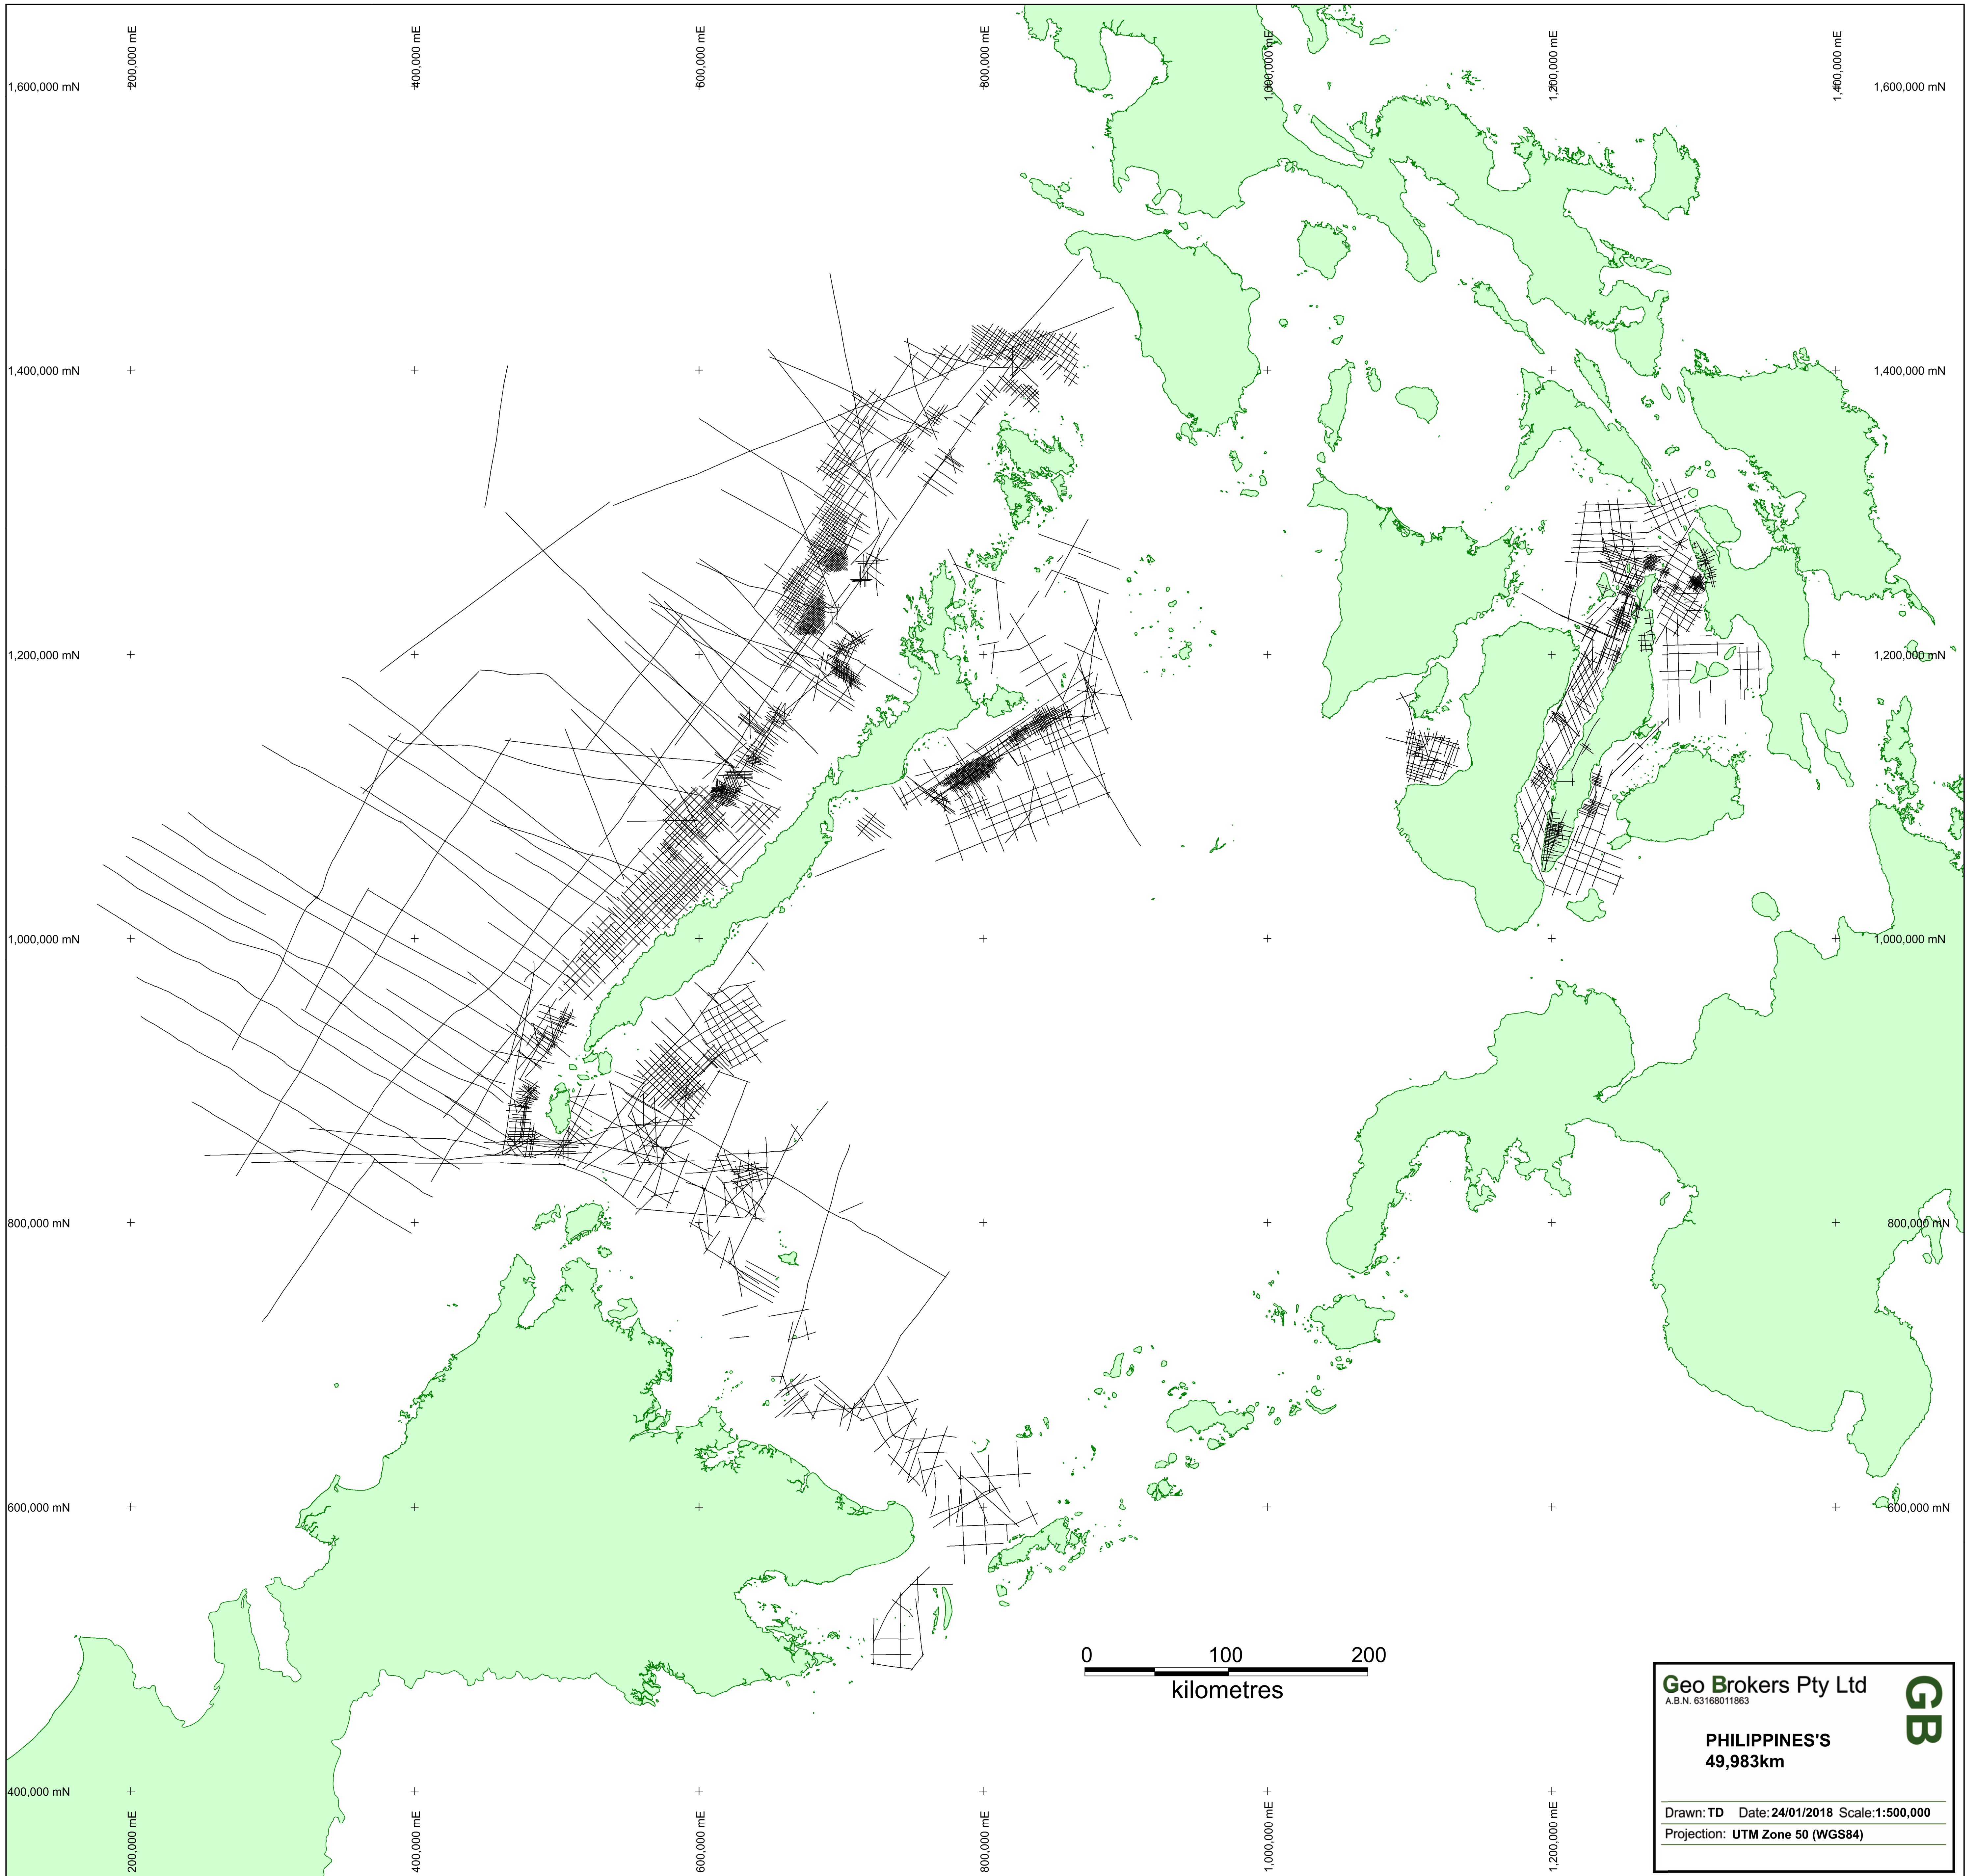 200,000 mE
400,000 mE
600,000 mE
800,000 mE
1,000,000 mE
1,200,000 mE
1,400,000 mE
1,600,000 mN
1,600,000 mN
1,400,000 mN
1,400,000 mN
1,200,000 mN
1,200,000 mN
1,000,000 mN
1,000,000 mN
800,000 mN
800,000 mN
600,000 mN
600,000 mN
0 100 200
kilometres
400,000 mN
200,000 mE
400,000 mE
600,000 mE
800,000 mE
1,000,000 mE
1,200,000 mE
Geo Brokers Pty Ltd
A.B.N. 63168011863
GB
PHILIPPINES'S
49,983km
Drawn: TD Date: 24/01/2018 Scale:1:500,000
Projection: UTM Zone 50 (WGS84)